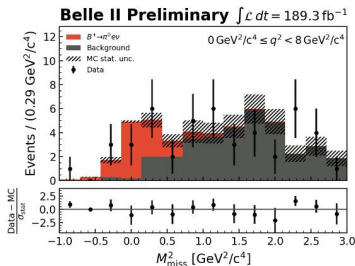 Belle II Preliminary ∫ℒ dt = 189.3 fb⁻¹
B⁺→π⁰eν
Background
MC stat. unc.
Data
0 GeV²/c⁴ ≤ q² < 8 GeV²/c⁴
Events / (0.29 GeV²/c⁴)
12
10
8
6
4
2
0
Data − MC
σstat
2.5
0.0
−2.5
−1.0 −0.5 0.0 0.5 1.0 1.5 2.0 2.5 3.0
M²miss [GeV²/c⁴]